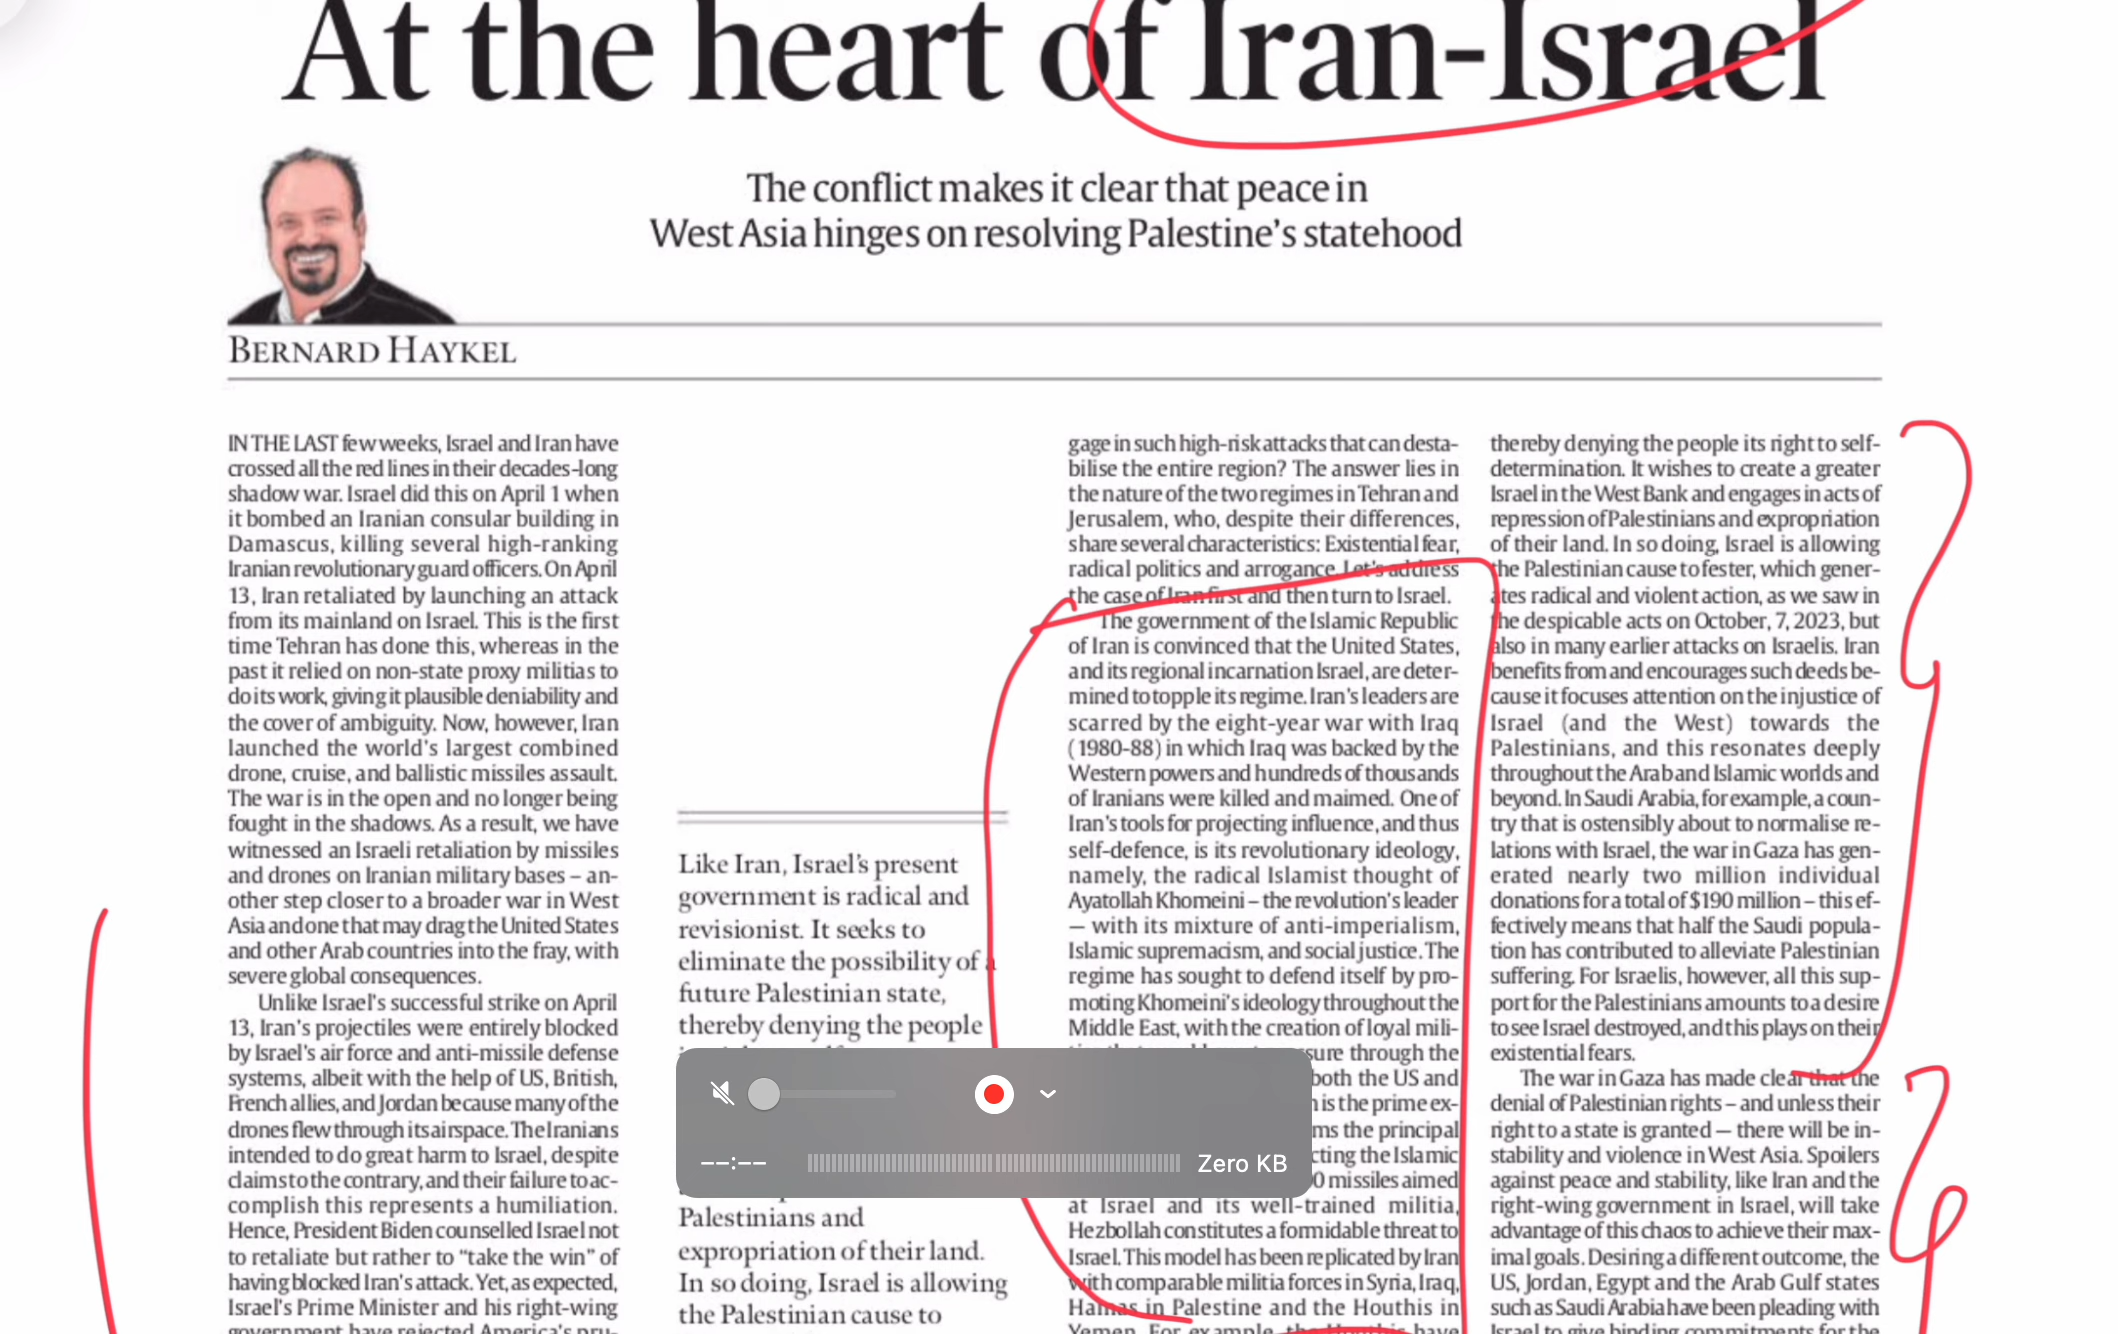 At the heart of Iran-Israel
The conflict makes it clear that peace in
West Asia hinges on resolving Palestine's statehood
BERNARD HAYKEL
IN THE LAST few weeks, Israel and Iran have
crossed all the red lines in their decades-long
shadow war. Israel did this on April 1 when
it bombed an Iranian consular building in
Damascus, killing several high-ranking
Iranian revolutionary guard officers. On April
13, Iran retaliated by launching an attack
from its mainland on Israel. This is the first
time Tehran has done this, whereas in the
past it relied on non-state proxy militias to
do its work, giving it plausible deniability and
the cover of ambiguity. Now, however, Iran
launched the world's largest combined
drone, cruise, and ballistic missiles assault.
The war is in the open and no longer being
fought in the shadows. As a result, we have
witnessed an Israeli retaliation by missiles
and drones on Iranian military bases – an-
other step closer to a broader war in West
Asia and one that may drag the United States
and other Arab countries into the fray, with
severe global consequences.
Unlike Israel's successful strike on April
13, Iran's projectiles were entirely blocked
by Israel's air force and anti-missile defense
systems, albeit with the help of US, British,
French allies, and Jordan because many of the
drones flew through its airspace. The Iranians
intended to do great harm to Israel, despite
claims to the contrary, and their failure to ac-
complish this represents a humiliation.
Hence, President Biden counselled Israel not
to retaliate but rather to "take the win" of
having blocked Iran's attack. Yet, as expected,
Israel's Prime Minister and his right-wing
government have rejected America's pru-
Like Iran, Israel's present
government is radical and
revisionist. It seeks to
eliminate the possibility of a
future Palestinian state,
thereby denying the people
Palestinians and
expropriation of their land.
In so doing, Israel is allowing
the Palestinian cause to
gage in such high-risk attacks that can desta-
bilise the entire region? The answer lies in
the nature of the two regimes in Tehran and
Jerusalem, who, despite their differences,
share several characteristics: Existential fear,
radical politics and arrogance. Let's address
the case of Iran first and then turn to Israel.
The government of the Islamic Republic
of Iran is convinced that the United States,
and its regional incarnation Israel, are deter-
mined to topple its regime. Iran's leaders are
scarred by the eight-year war with Iraq
(1980-88) in which Iraq was backed by the
Western powers and hundreds of thousands
of Iranians were killed and maimed. One of
Iran's tools for projecting influence, and thus
self-defence, is its revolutionary ideology,
namely, the radical Islamist thought of
Ayatollah Khomeini – the revolution's leader
— with its mixture of anti-imperialism,
Islamic supremacism, and social justice. The
regime has sought to defend itself by pro-
moting Khomeini's ideology throughout the
Middle East, with the creation of loyal mili-
through the
both the US and
is the prime ex-
the principal
the Islamic
missiles aimed
at Israel and its well-trained militia,
Hezbollah constitutes a formidable threat to
Israel. This model has been replicated by Iran
with comparable militia forces in Syria, Iraq,
Hamas in Palestine and the Houthis in
Yemen. For example, the Houthis have
thereby denying the people its right to self-
determination. It wishes to create a greater
Israel in the West Bank and engages in acts of
repression of Palestinians and expropriation
of their land. In so doing, Israel is allowing
the Palestinian cause to fester, which gener-
ates radical and violent action, as we saw in
the despicable acts on October, 7, 2023, but
also in many earlier attacks on Israelis. Iran
benefits from and encourages such deeds be-
cause it focuses attention on the injustice of
Israel (and the West) towards the
Palestinians, and this resonates deeply
throughout the Arab and Islamic worlds and
beyond. In Saudi Arabia, for example, a coun-
try that is ostensibly about to normalise re-
lations with Israel, the war in Gaza has gen-
erated nearly two million individual
donations for a total of $190 million – this ef-
fectively means that half the Saudi popula-
tion has contributed to alleviate Palestinian
suffering. For Israelis, however, all this sup-
port for the Palestinians amounts to a desire
to see Israel destroyed, and this plays on their
existential fears.
The war in Gaza has made clear that the
denial of Palestinian rights – and unless their
right to a state is granted — there will be in-
stability and violence in West Asia. Spoilers
against peace and stability, like Iran and the
right-wing government in Israel, will take
advantage of this chaos to achieve their max-
imal goals. Desiring a different outcome, the
US, Jordan, Egypt and the Arab Gulf states
such as Saudi Arabia have been pleading with
Israel to give binding commitments for the
--:--
Zero KB